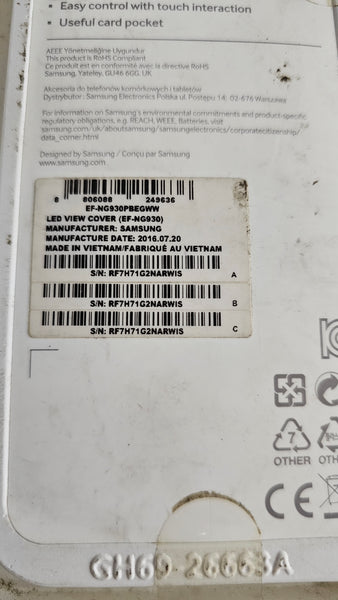 • Easy control with touch interaction
• Useful card pocket
AEEE Yönetmeliğine Uygundur
This product is RoHS Compliant
Ce produit est en conformité avec la directive RoHS
Samsung, Yateley, GU46 6GG, UK
Akcesoria do telefonów komórkowych i tabletów
Dystrybutor: Samsung Electronics Polska ul. Postępu 14, 02-676 Warszawa
For information on Samsung's environmental commitments and product-specific
regulatory obligations, e.g. REACH, WEEE, Batteries, visit
samsung.com/uk/aboutsamsung/samsungelectronics/corporatecitizenship/
data_corner.html
Designed by Samsung / Conçu par Samsung
www.samsung.com
8 806088 249636
EF-NG930PBEGWW
LED VIEW COVER (EF-NG930)
MANUFACTURER: SAMSUNG
MANUFACTURE DATE: 2016.07.20
MADE IN VIETNAM/FABRIQUÉ AU VIETNAM
S/N: RF7H71G2NARWIS A
S/N: RF7H71G2NARWIS B
S/N: RF7H71G2NARWIS C
7
OTHER
CE
GH69-26663A